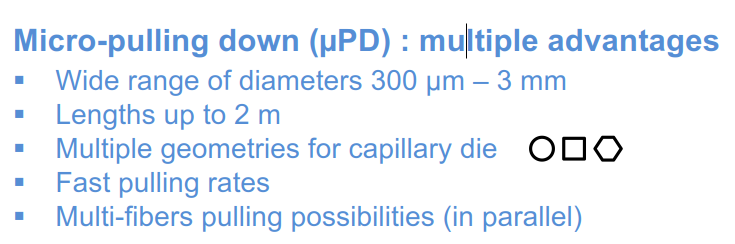 Micro-pulling down (µPD) : multiple advantages
▪ Wide range of diameters 300 µm – 3 mm
▪ Lengths up to 2 m
▪ Multiple geometries for capillary die
▪ Fast pulling rates
▪ Multi-fibers pulling possibilities (in parallel)